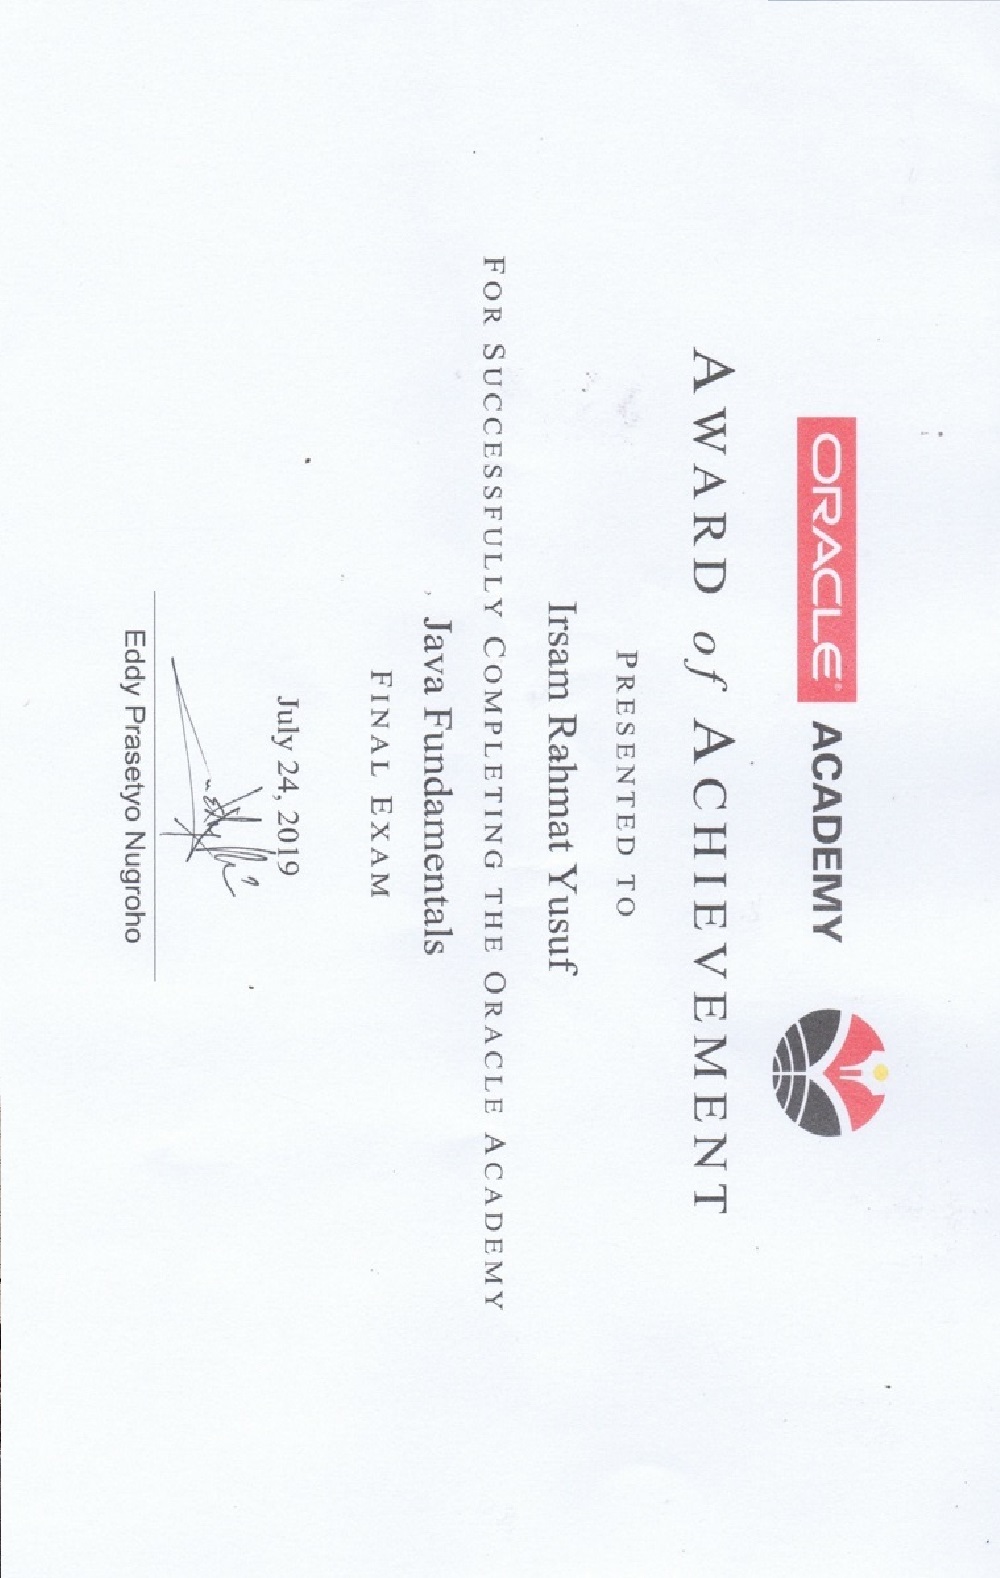 ORACLE® ACADEMY
AWARD of ACHIEVEMENT
PRESENTED TO
Irsam Rahmat Yusuf
FOR SUCCESSFULLY COMPLETING THE ORACLE ACADEMY
Java Fundamentals
FINAL EXAM
July 24, 2019
Eddy Prasetyo Nugroho